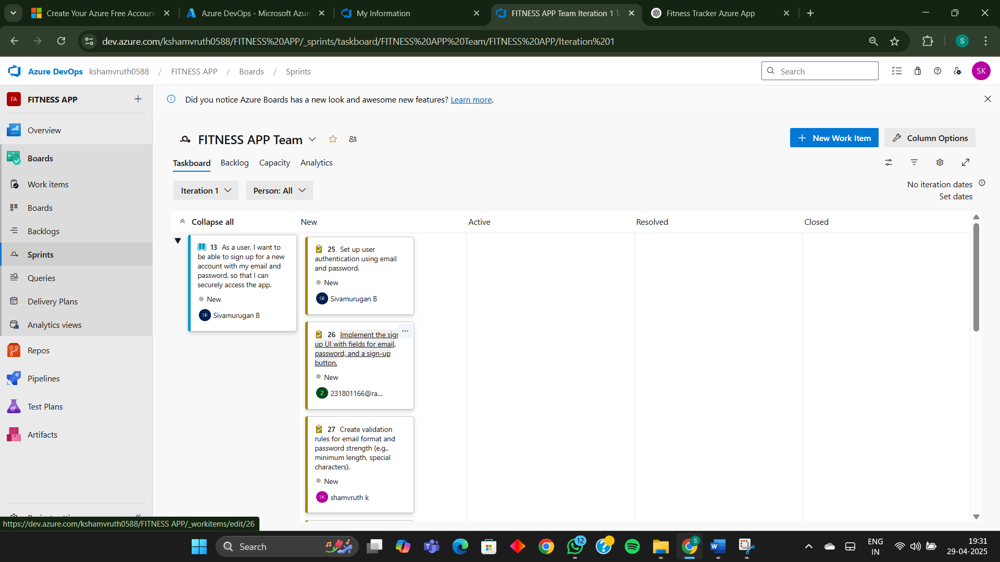 Create Your Azure Free Account
Azure DevOps - Microsoft Azur
My Information
FITNESS APP Team Iteration 1 T
Fitness Tracker Azure App
dev.azure.com/kshamvruth0588/FITNESS%20APP/_sprints/taskboard/FITNESS%20APP%20Team/FITNESS%20APP/Iteration%201
S
Azure DevOps kshamvruth0588 / FITNESS APP / Boards / Sprints
Search
SK
FA FITNESS APP
Did you notice Azure Boards has a new look and awesome new features? Learn more.
Overview
Boards
Work items
Boards
Backlogs
Sprints
Queries
Delivery Plans
Analytics views
Repos
Pipelines
Test Plans
Artifacts
FITNESS APP Team
New Work Item
Column Options
Taskboard Backlog Capacity Analytics
Iteration 1
Person: All
No iteration dates
Set dates
Collapse all
New
Active
Resolved
Closed
13 As a user, I want to
be able to sign up for a new
account with my email and
password, so that I can
securely access the app.
New
SB Sivamurugan B
25 Set up user
authentication using email
and password.
New
SB Sivamurugan B
26 Implement the sign
up UI with fields for email,
password, and a sign-up
button.
New
2 231801166@ra...
27 Create validation
rules for email format and
password strength (e.g.,
minimum length, special
characters).
New
SK shamvruth k
https://dev.azure.com/kshamvruth0588/FITNESS APP/_workitems/edit/26
Search
12
S
ENG
IN
19:31
29-04-2025